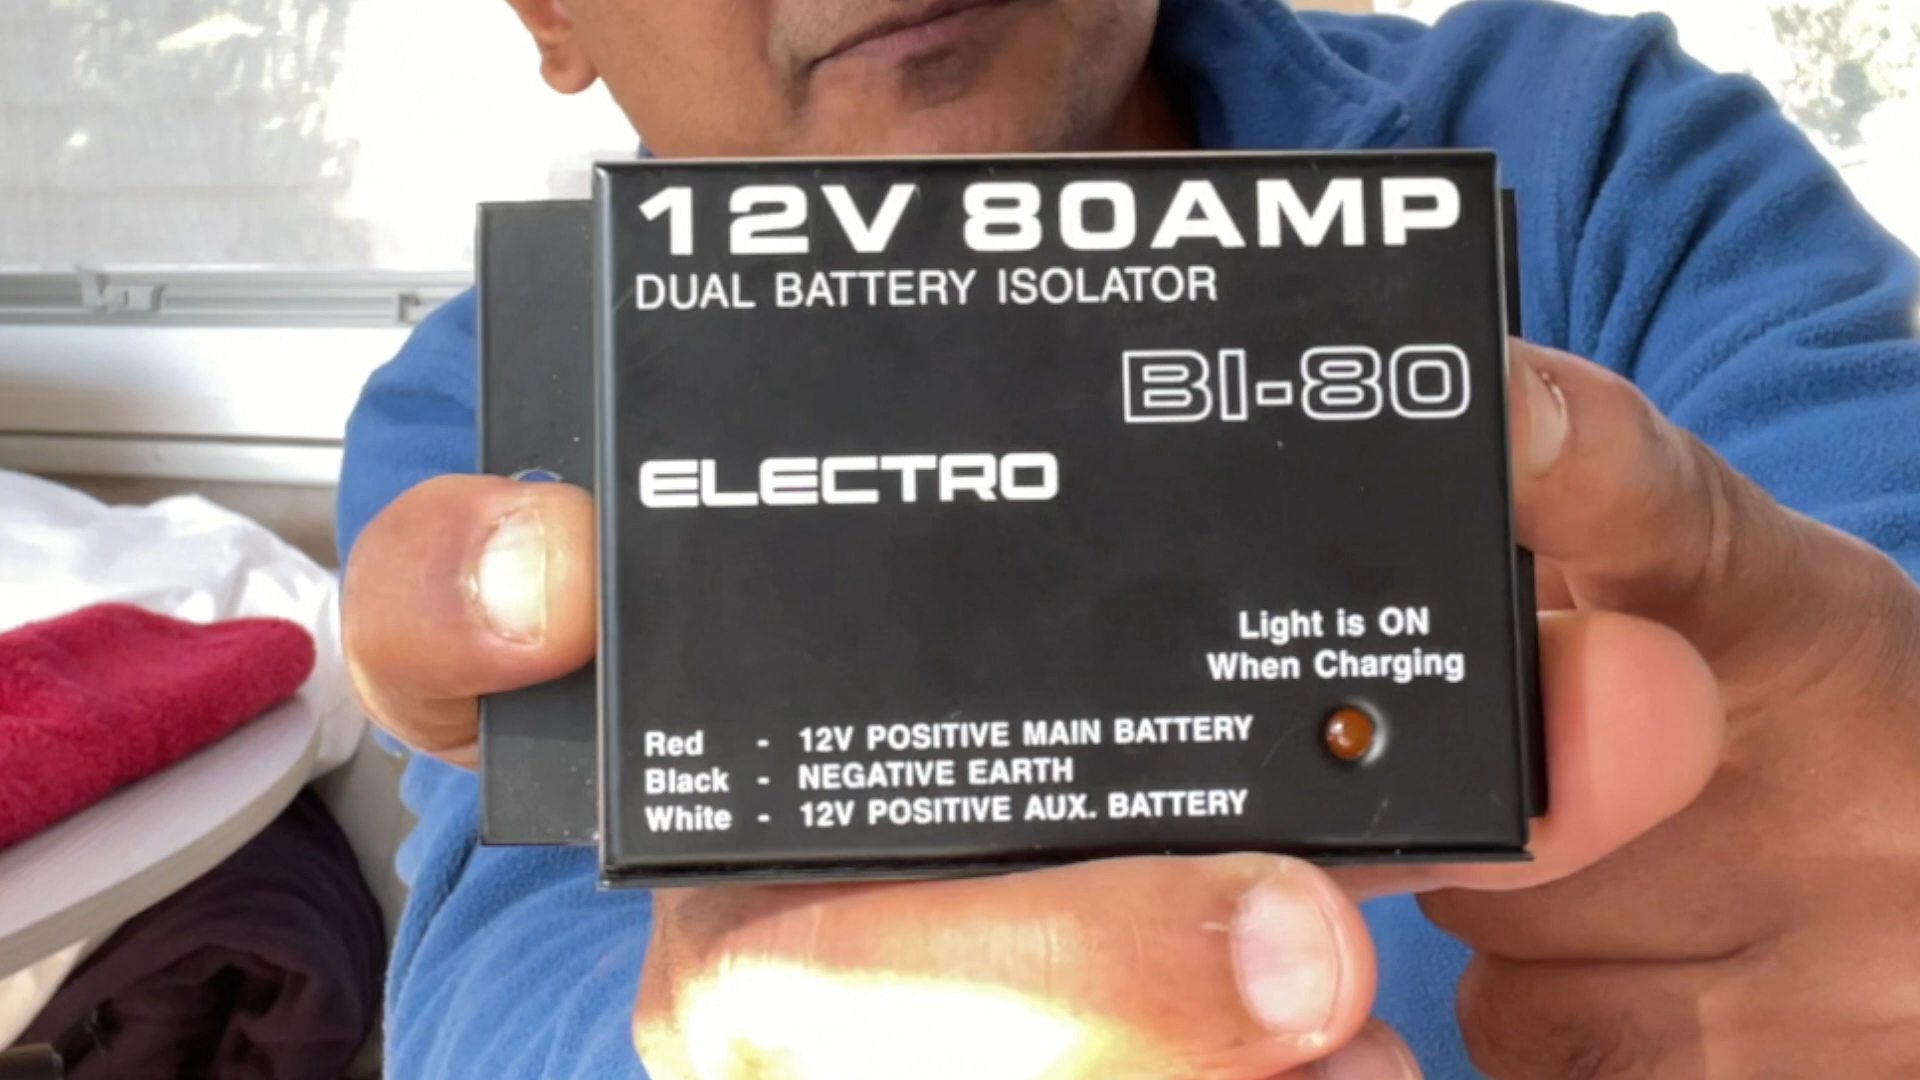 12V 80AMP
DUAL BATTERY ISOLATOR
BI-80
ELECTRO
Light is ON
When Charging
Red - 12V POSITIVE MAIN BATTERY
Black - NEGATIVE EARTH
White - 12V POSITIVE AUX. BATTERY